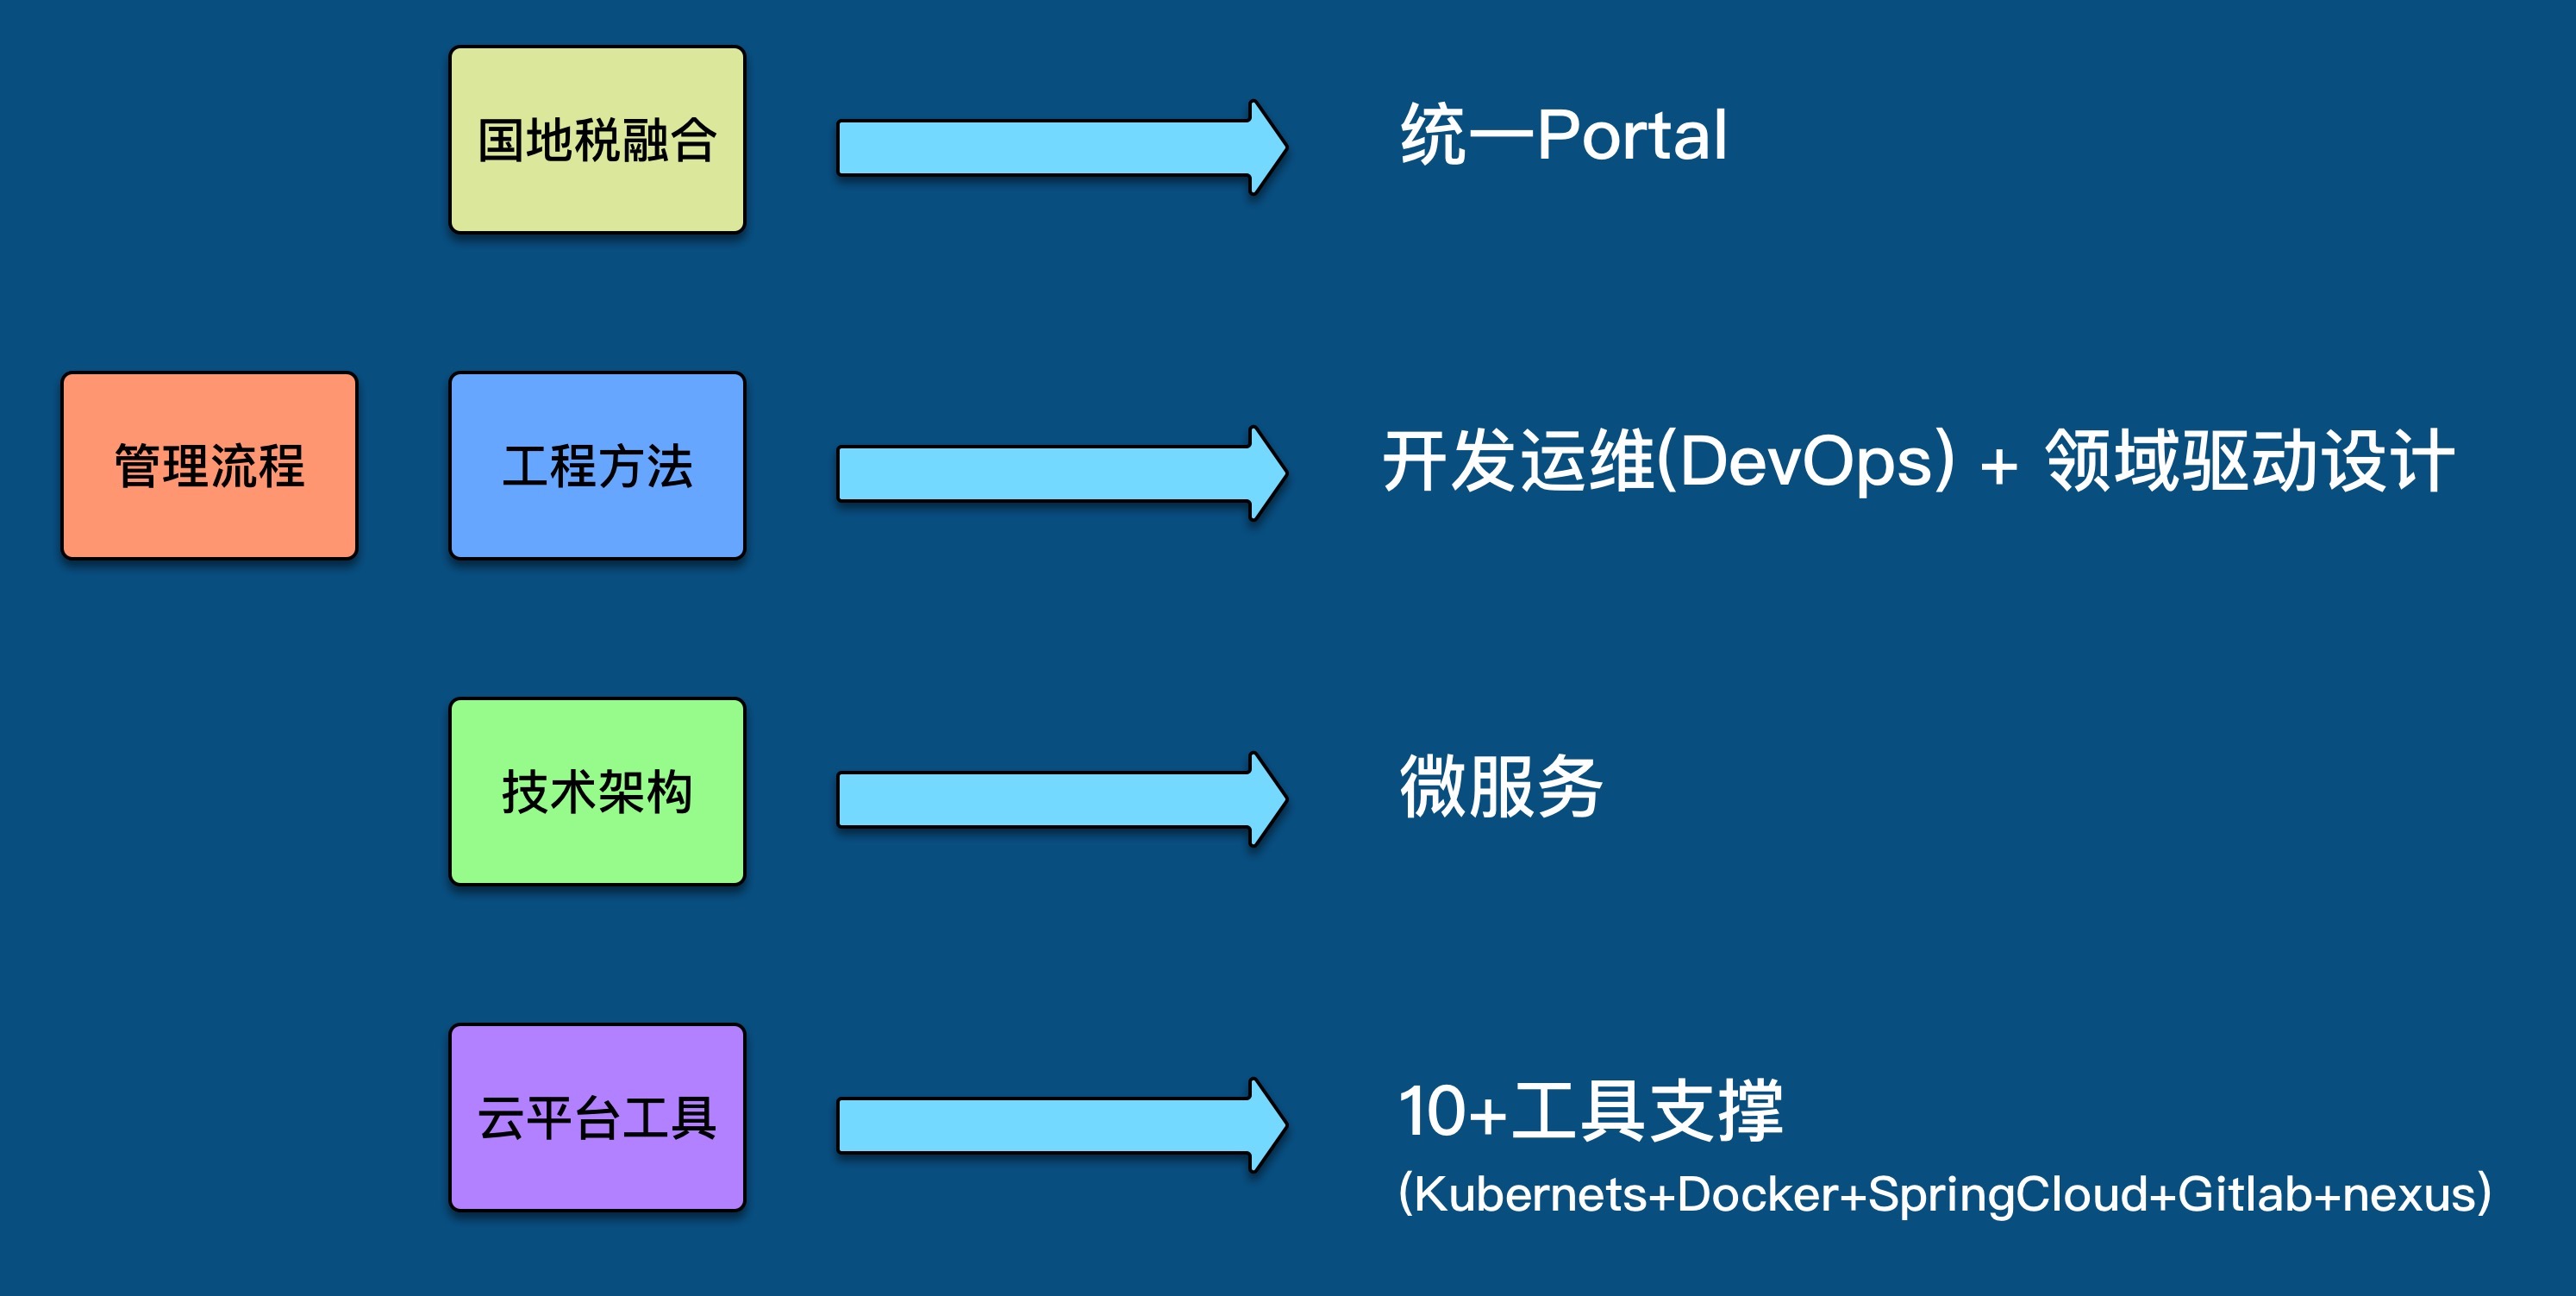 国地税融合
统一Portal
管理流程
工程方法
开发运维(DevOps) + 领域驱动设计
技术架构
微服务
云平台工具
10+工具支撑
(Kubernets+Docker+SpringCloud+Gitlab+nexus)